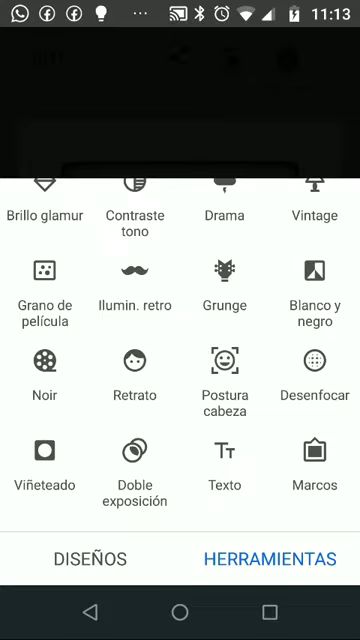 11:13
Brillo glamur
Contraste
tono
Drama
Vintage
Grano de
película
Ilumin. retro
Grunge
Blanco y
negro
Noir
Retrato
Postura
cabeza
Desenfocar
Viñeteado
Doble
exposición
Texto
Marcos
DISEÑOS
HERRAMIENTAS